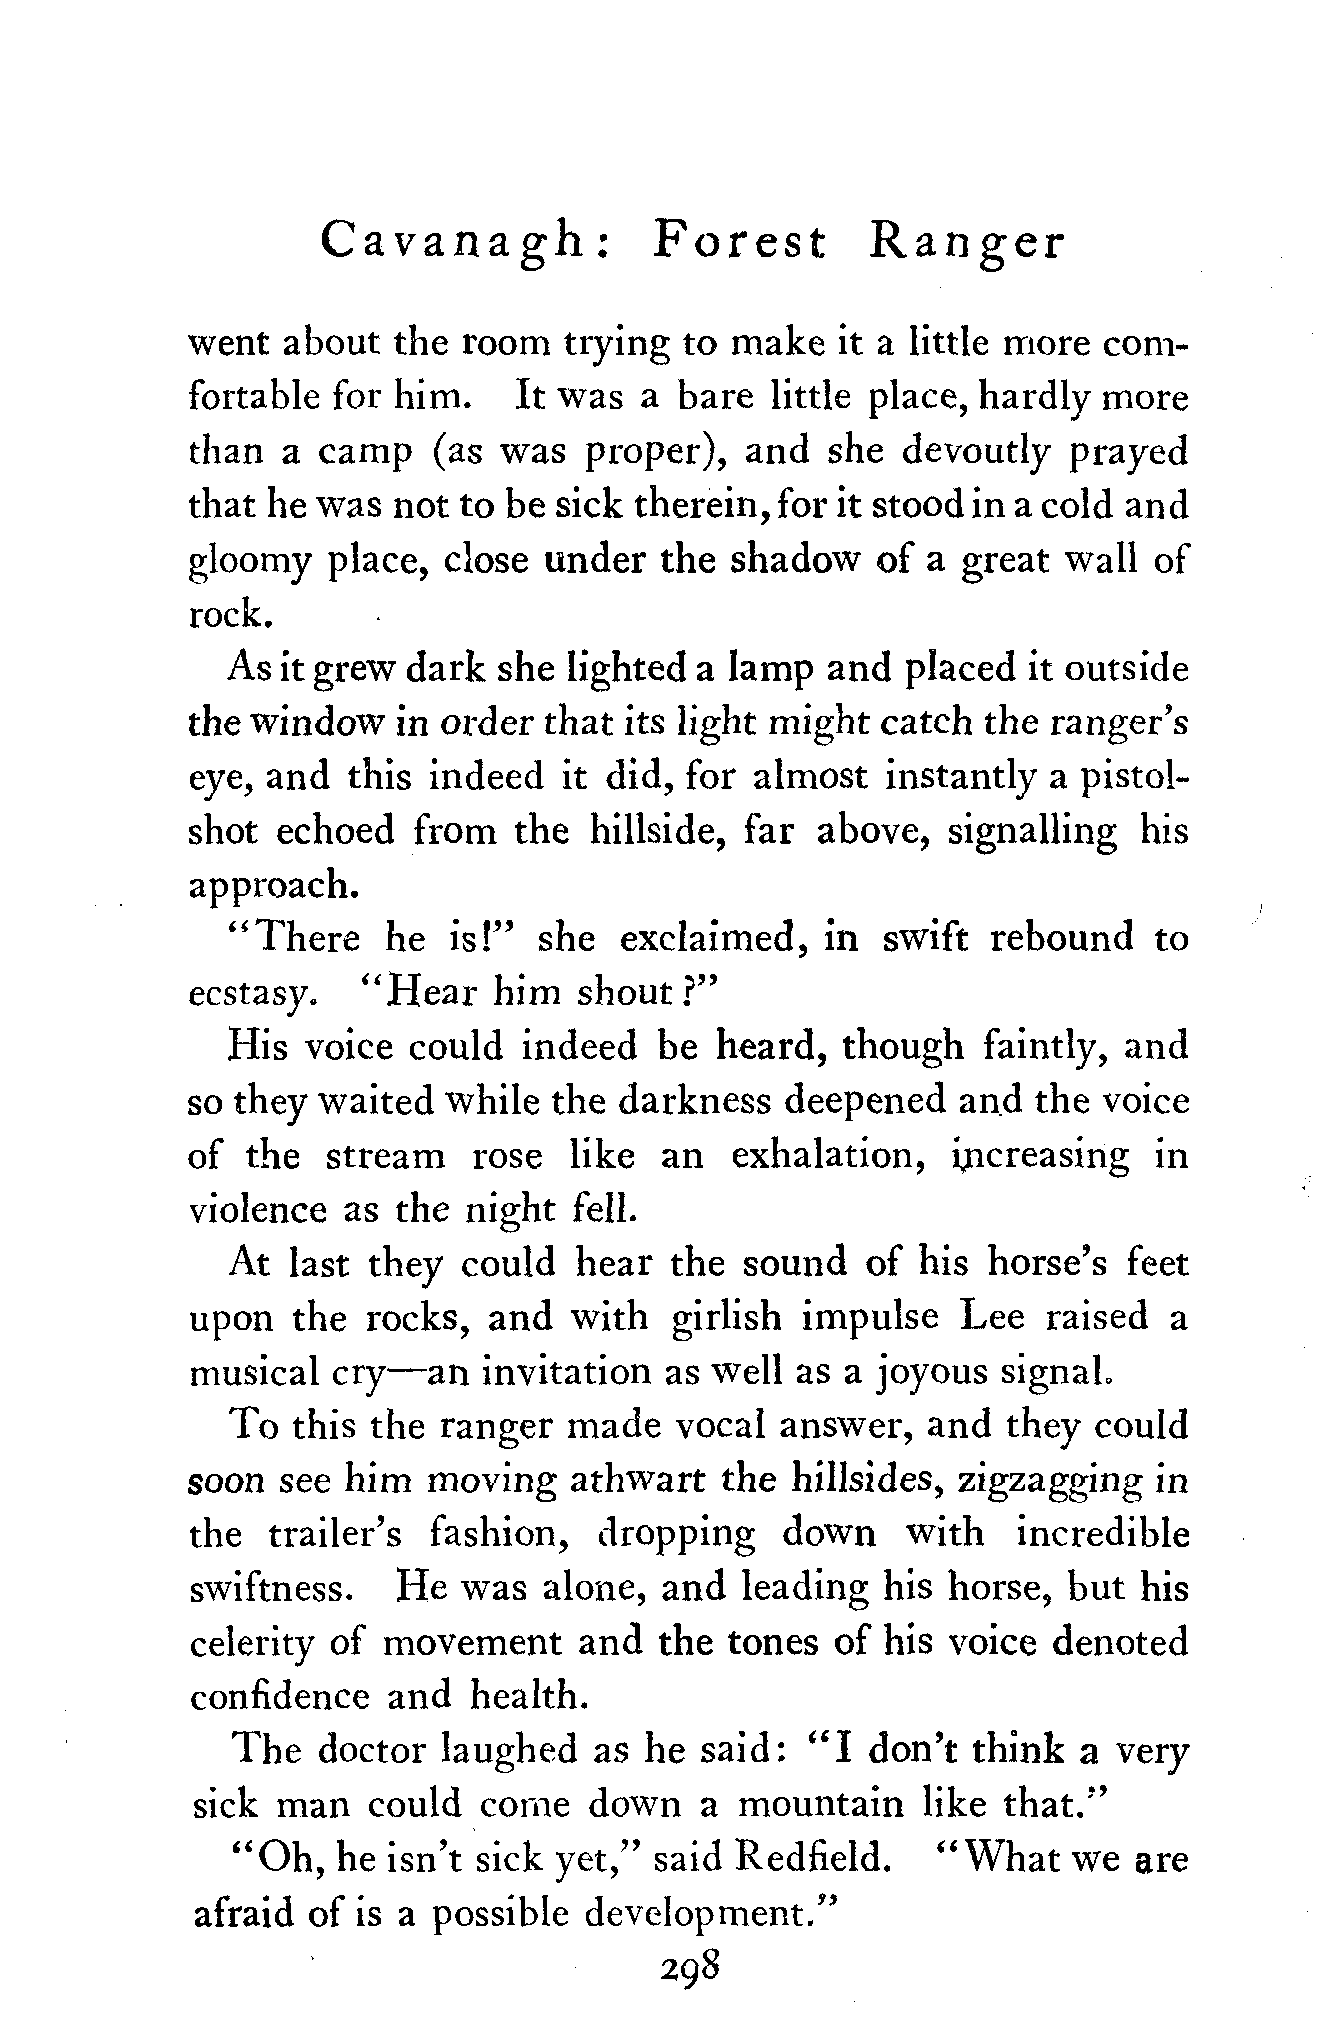 Cavanagh: Forest Ranger
went about the room trying to make it a little more com-
fortable for him. It was a bare little place, hardly more
than a camp (as was proper), and she devoutly prayed
that he was not to be sick therein, for it stood in a cold and
gloomy place, close under the shadow of a great wall of
rock.
As it grew dark she lighted a lamp and placed it outside
the window in order that its light might catch the ranger's
eye, and this indeed it did, for almost instantly a pistol-
shot echoed from the hillside, far above, signalling his
approach.
"There he is!" she exclaimed, in swift rebound to
ecstasy. "Hear him shout?"
His voice could indeed be heard, though faintly, and
so they waited while the darkness deepened and the voice
of the stream rose like an exhalation, increasing in
violence as the night fell.
At last they could hear the sound of his horse's feet
upon the rocks, and with girlish impulse Lee raised a
musical cry—an invitation as well as a joyous signal.
To this the ranger made vocal answer, and they could
soon see him moving athwart the hillsides, zigzagging in
the trailer's fashion, dropping down with incredible
swiftness. He was alone, and leading his horse, but his
celerity of movement and the tones of his voice denoted
confidence and health.
The doctor laughed as he said: "I don't think a very
sick man could come down a mountain like that."
"Oh, he isn't sick yet," said Redfield. "What we are
afraid of is a possible development."
298